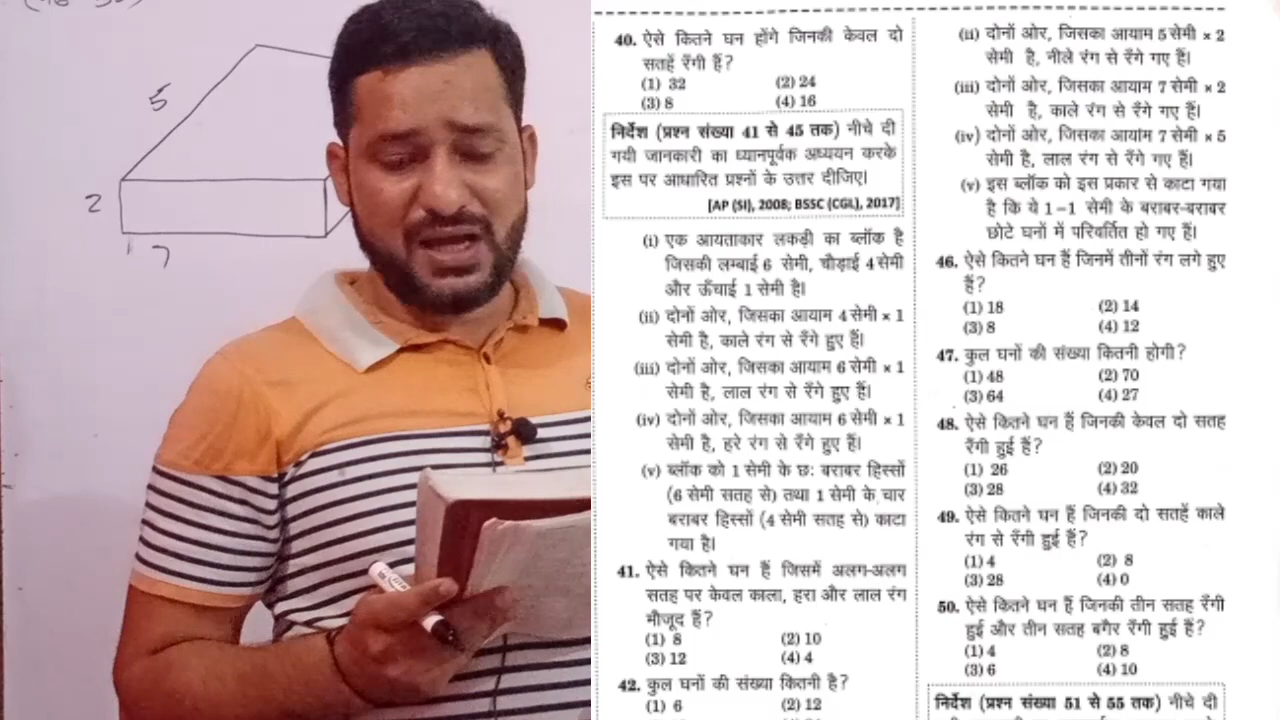 5
2
7
40. ऐसे कितने घन होंगे जिनकी केवल दो
सतहें रँगी हैं?
(1) 32 (2) 24
(3) 8 (4) 16
निर्देश (प्रश्न संख्या 41 से 45 तक) नीचे दी
गयी जानकारी का ध्यानपूर्वक अध्ययन करके
इस पर आधारित प्रश्नों के उत्तर दीजिए।
[AP (SI), 2008; BSSC (CGL), 2017]
(i) एक आयताकार लकड़ी का ब्लॉक है
जिसकी लम्बाई 6 सेमी, चौड़ाई 4 सेमी
और ऊँचाई 1 सेमी है।
(ii) दोनों ओर, जिसका आयाम 4 सेमी × 1
सेमी है, काले रंग से रँगे हुए हैं।
(iii) दोनों ओर, जिसका आयाम 6 सेमी × 1
सेमी है, लाल रंग से रँगे हुए हैं।
(iv) दोनों ओर, जिसका आयाम 6 सेमी × 1
सेमी है, हरे रंग से रँगे हुए हैं।
(v) ब्लॉक को 1 सेमी के छः बराबर हिस्सों
(6 सेमी सतह से) तथा 1 सेमी के चार
बराबर हिस्सों (4 सेमी सतह से) काटा
गया है।
41. ऐसे कितने घन हैं जिसमें अलग-अलग
सतह पर केवल काला, हरा और लाल रंग
मौजूद हैं?
(1) 8 (2) 10
(3) 12 (4) 4
42. कुल घनों की संख्या कितनी है?
(1) 6 (2) 12
(ii) दोनों ओर, जिसका आयाम 5 सेमी × 2
सेमी है, नीले रंग से रँगे गए हैं।
(iii) दोनों ओर, जिसका आयाम 7 सेमी × 2
सेमी है, काले रंग से रँगे गए हैं।
(iv) दोनों ओर, जिसका आयाम 7 सेमी × 5
सेमी है, लाल रंग से रँगे गए हैं।
(v) इस ब्लॉक को इस प्रकार से काटा गया
है कि ये 1-1 सेमी के बराबर-बराबर
छोटे घनों में परिवर्तित हो गए हैं।
46. ऐसे कितने घन हैं जिनमें तीनों रंग लगे हुए
हैं?
(1) 18 (2) 14
(3) 8 (4) 12
47. कुल घनों की संख्या कितनी होगी?
(1) 48 (2) 70
(3) 64 (4) 27
48. ऐसे कितने घन हैं जिनकी केवल दो सतह
रँगी हुई है?
(1) 26 (2) 20
(3) 28 (4) 32
49. ऐसे कितने घन हैं जिनकी दो सतहें काले
रंग से रँगी हुई हैं?
(1) 4 (2) 8
(3) 28 (4) 0
50. ऐसे कितने घन हैं जिनकी तीन सतह रँगी
हुई और तीन सतह बगैर रँगी हुई हैं?
(1) 4 (2) 8
(3) 6 (4) 10
निर्देश (प्रश्न संख्या 51 से 55 तक) नीचे दी